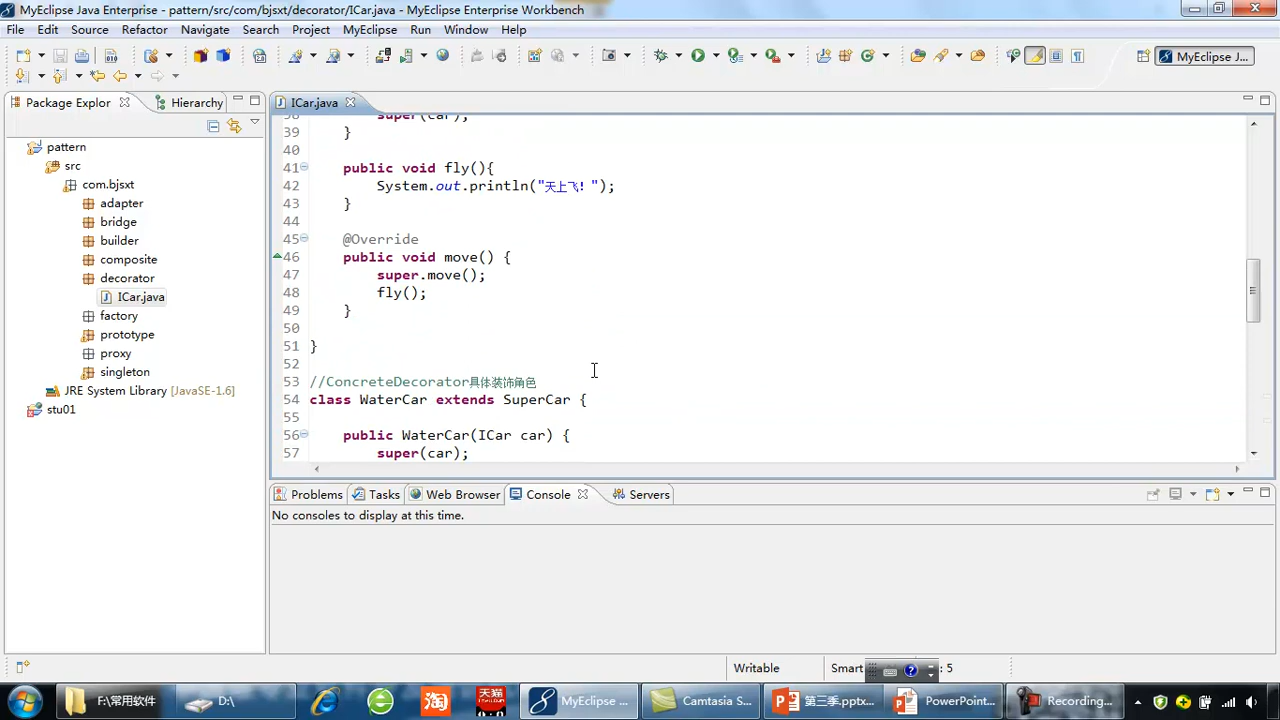 MyEclipse Java Enterprise - pattern/src/com/bjsxt/decorator/ICar.java - MyEclipse Enterprise Workbench
File Edit Source Refactor Navigate Search Project MyEclipse Run Window Help
MyEclipse J...
Package Explor
Hierarchy
ICar.java
pattern
src
com.bjsxt
adapter
bridge
builder
composite
decorator
ICar.java
factory
prototype
proxy
singleton
JRE System Library [JavaSE-1.6]
stu01
38 super(car);
39 }
40
41 public void fly(){
42 System.out.println("天上飞！");
43 }
44
45 @Override
46 public void move() {
47 super.move();
48 fly();
49 }
50
51 }
52
53 //ConcreteDecorator具体装饰角色
54 class WaterCar extends SuperCar {
55
56 public WaterCar(ICar car) {
57 super(car);
Problems Tasks Web Browser Console Servers
No consoles to display at this time.
Writable Smart : 5
F:\常用软件 D:\ 淘 天猫 TMALL.COM MyEclipse ... Camtasia S... 第三季.pptx... PowerPoint... Recording...